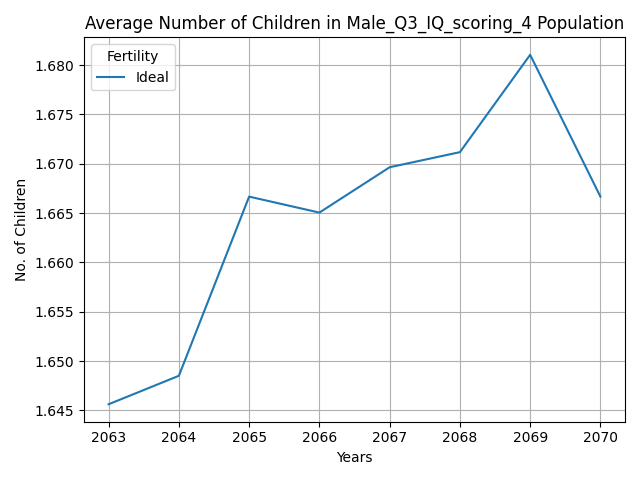 Average Number of Children in Male_Q3_IQ_scoring_4 Population
Fertility
Ideal
No. of Children
1.680
1.675
1.670
1.665
1.660
1.655
1.650
1.645
2063 2064 2065 2066 2067 2068 2069 2070
Years